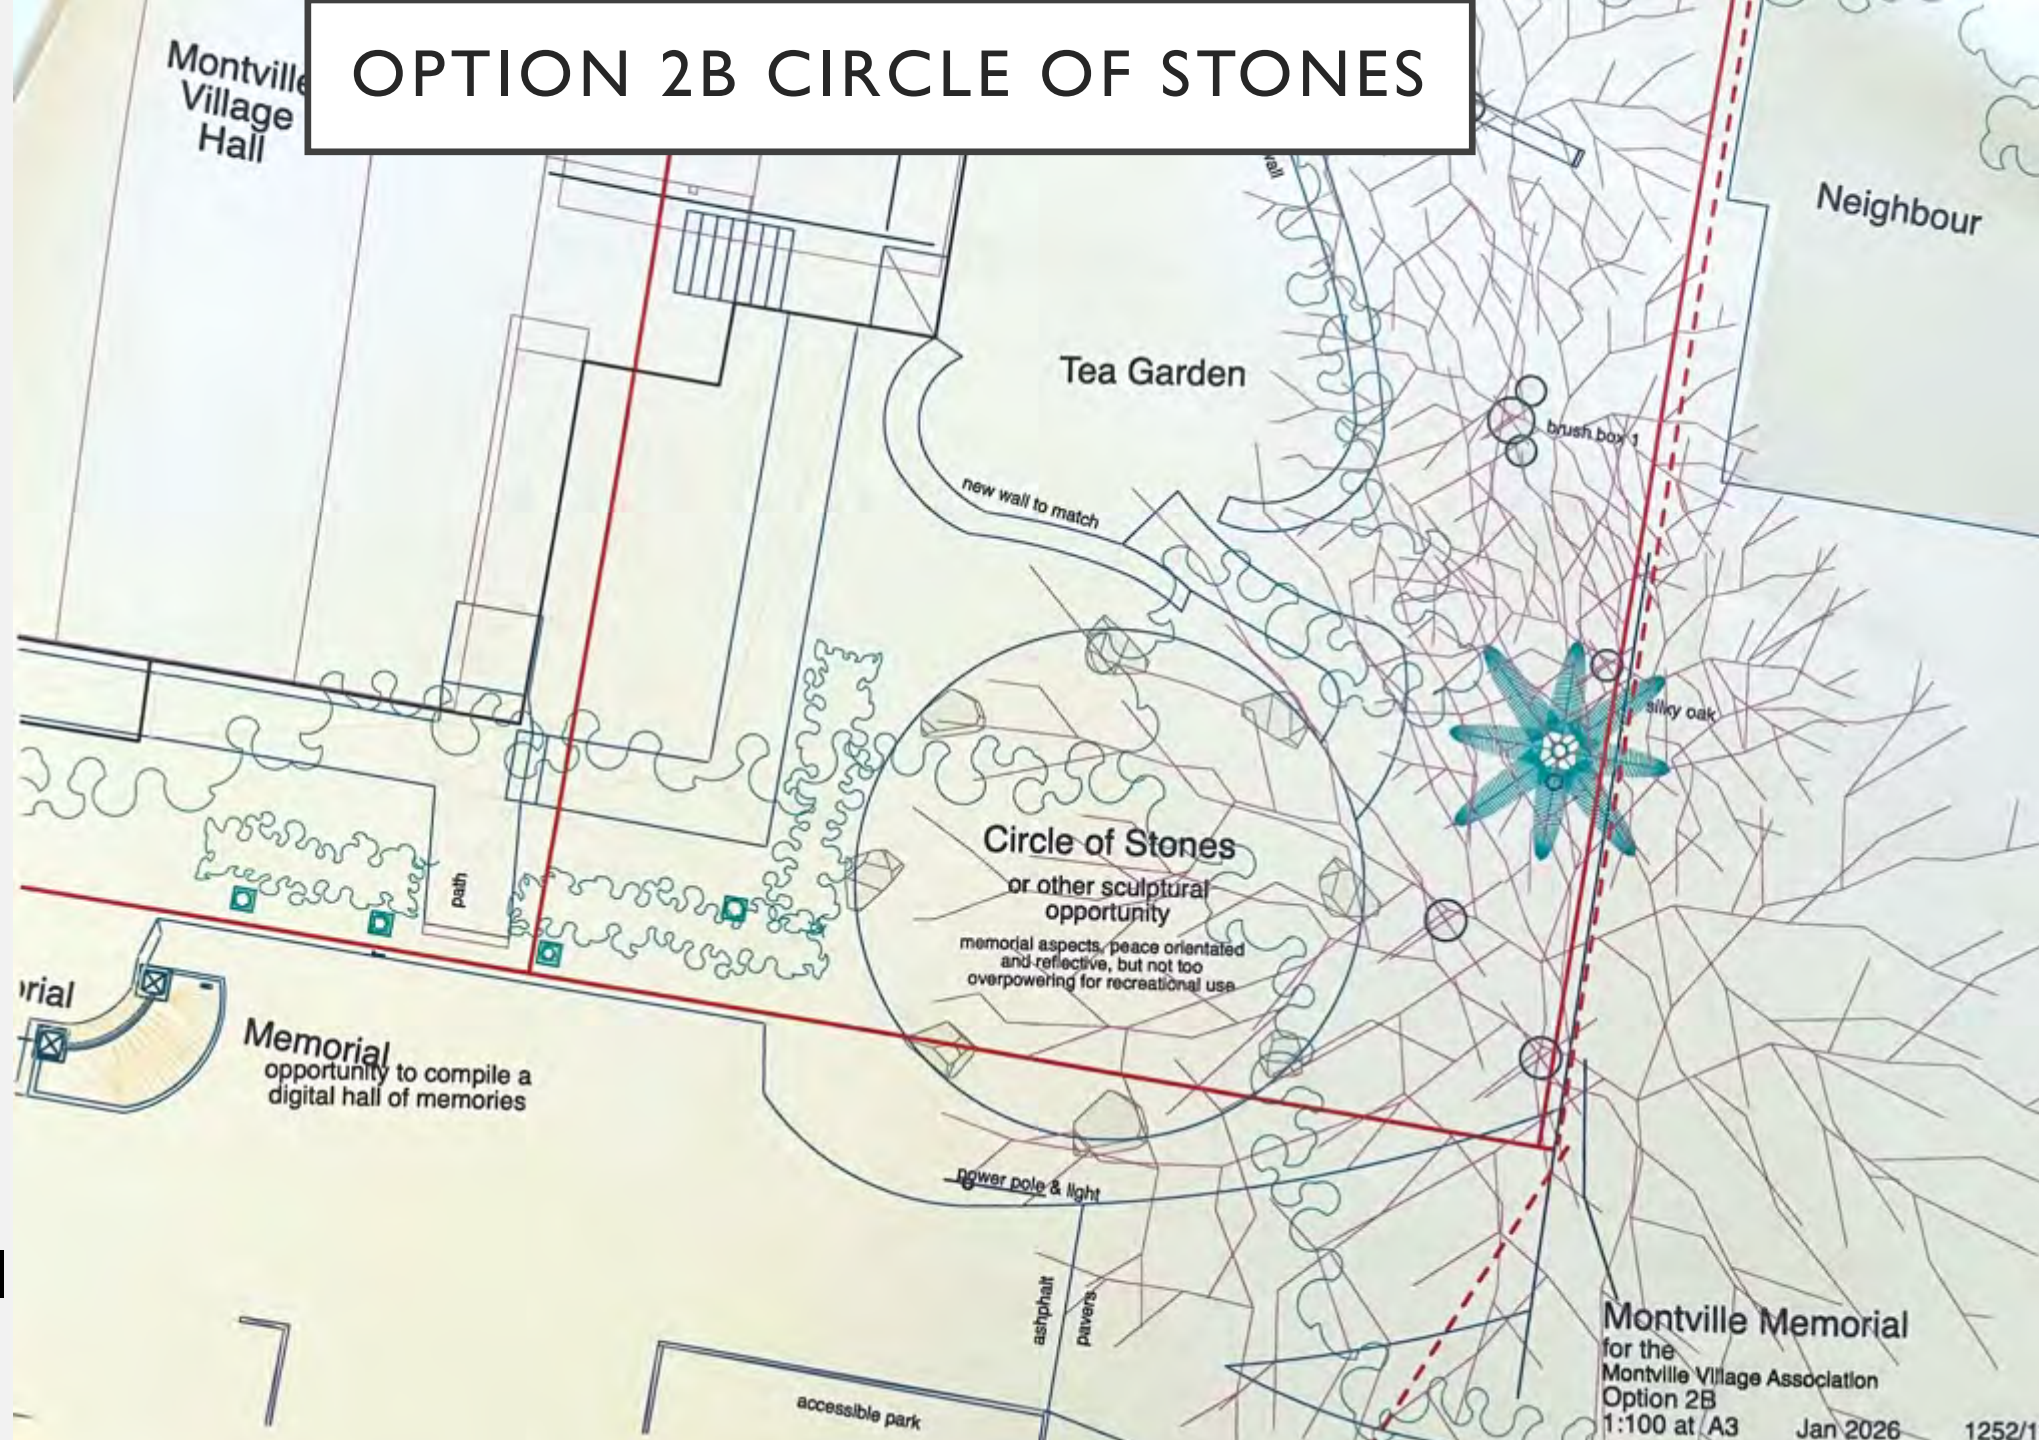 OPTION 2B CIRCLE OF STONES
Montville
Village
Hall
wall
Neighbour
Tea Garden
brush box 1
new wall to match
silky oak
Circle of Stones
or other sculptural
opportunity
memorial aspects, peace orientated
and reflective, but not too
overpowering for recreational use
path
Memorial
opportunity to compile a
digital hall of memories
power pole & light
ashphalt
pavers
accessible park
Montville Memorial
for the
Montville Village Association
Option 2B
1:100 at A3 Jan 2026 1252/1